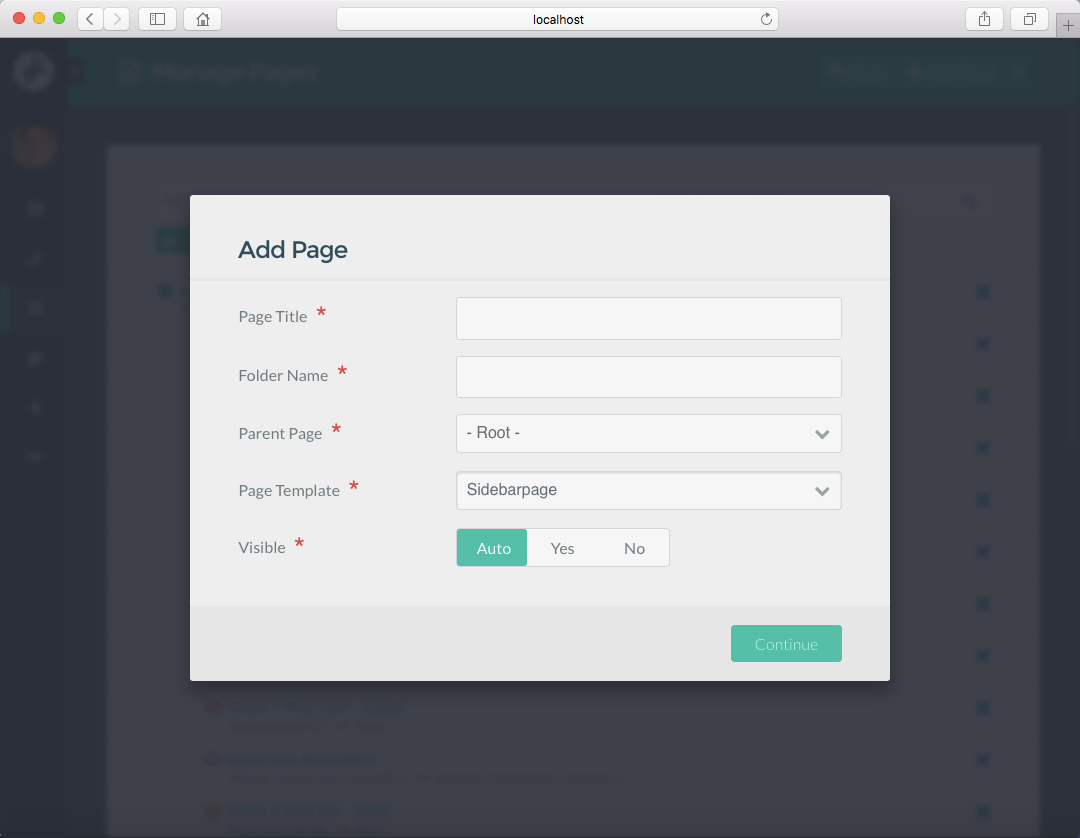 localhost
Manage Pages
Add Page
Page Title *
Folder Name *
Parent Page * - Root -
Page Template * Sidebarpage
Visible * Auto Yes No
Continue